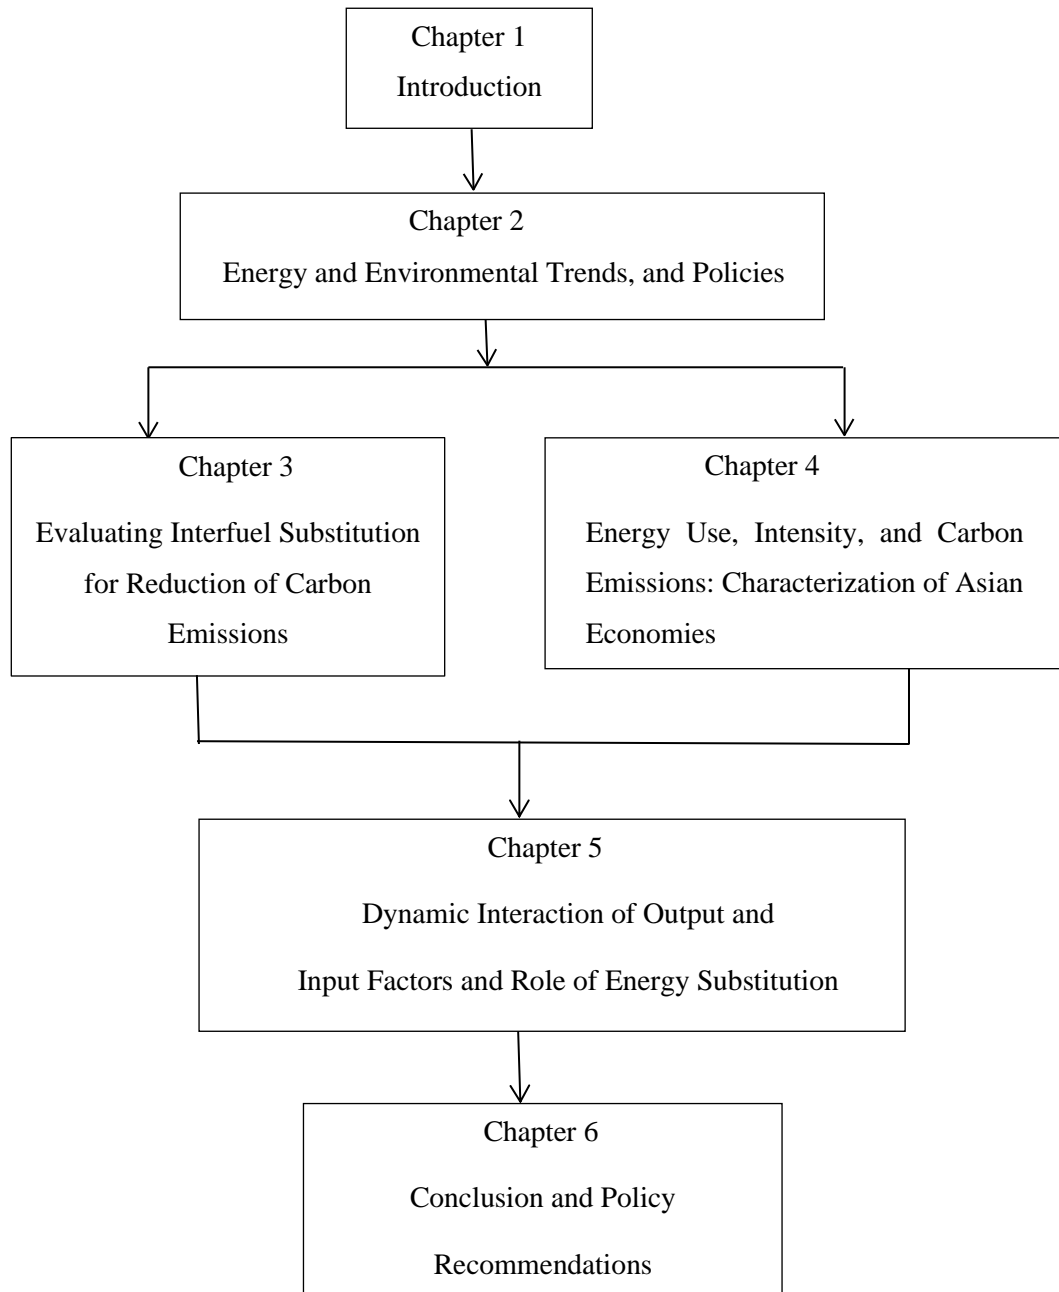 Chapter 1
Introduction
Chapter 2
Energy and Environmental Trends, and Policies
Chapter 3
Evaluating Interfuel Substitution
for Reduction of Carbon
Emissions
Chapter 4
Energy Use, Intensity, and Carbon
Emissions: Characterization of Asian
Economies
Chapter 5
Dynamic Interaction of Output and
Input Factors and Role of Energy Substitution
Chapter 6
Conclusion and Policy
Recommendations